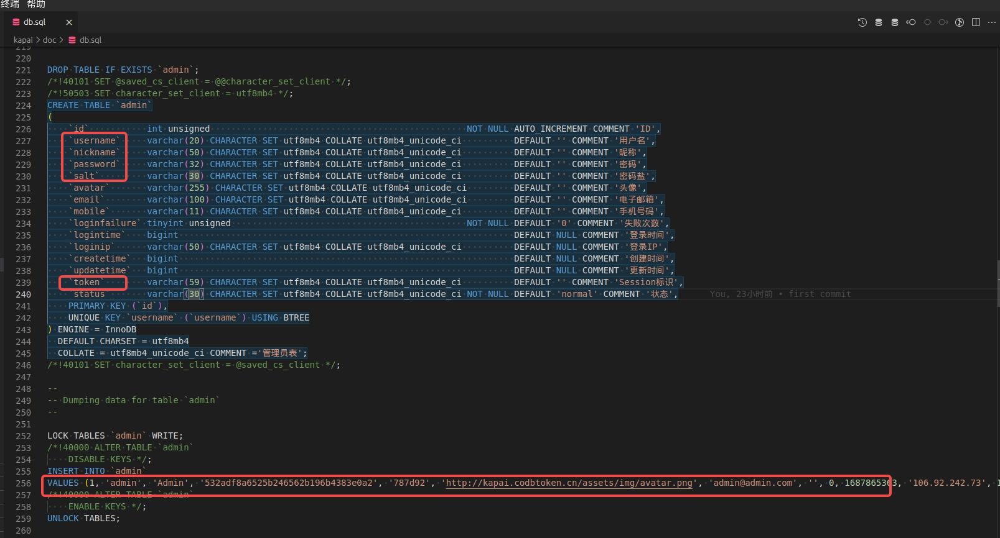 终端 帮助
db.sql
kapai > doc > db.sql
219
220
221 DROP TABLE IF EXISTS `admin`;
222 /*!40101 SET @saved_cs_client = @@character_set_client */;
223 /*!50503 SET character_set_client = utf8mb4 */;
224 CREATE TABLE `admin`
225 (
226 `id` int unsigned NOT NULL AUTO_INCREMENT COMMENT 'ID',
227 `username` varchar(20) CHARACTER SET utf8mb4 COLLATE utf8mb4_unicode_ci DEFAULT '' COMMENT '用户名',
228 `nickname` varchar(50) CHARACTER SET utf8mb4 COLLATE utf8mb4_unicode_ci DEFAULT '' COMMENT '昵称',
229 `password` varchar(32) CHARACTER SET utf8mb4 COLLATE utf8mb4_unicode_ci DEFAULT '' COMMENT '密码',
230 `salt` varchar(30) CHARACTER SET utf8mb4 COLLATE utf8mb4_unicode_ci DEFAULT '' COMMENT '密码盐',
231 `avatar` varchar(255) CHARACTER SET utf8mb4 COLLATE utf8mb4_unicode_ci DEFAULT '' COMMENT '头像',
232 `email` varchar(100) CHARACTER SET utf8mb4 COLLATE utf8mb4_unicode_ci DEFAULT '' COMMENT '电子邮箱',
233 `mobile` varchar(11) CHARACTER SET utf8mb4 COLLATE utf8mb4_unicode_ci DEFAULT '' COMMENT '手机号码',
234 `loginfailure` tinyint unsigned NOT NULL DEFAULT '0' COMMENT '失败次数',
235 `logintime` bigint DEFAULT NULL COMMENT '登录时间',
236 `loginip` varchar(50) CHARACTER SET utf8mb4 COLLATE utf8mb4_unicode_ci DEFAULT NULL COMMENT '登录IP',
237 `createtime` bigint DEFAULT NULL COMMENT '创建时间',
238 `updatetime` bigint DEFAULT NULL COMMENT '更新时间',
239 `token` varchar(59) CHARACTER SET utf8mb4 COLLATE utf8mb4_unicode_ci DEFAULT '' COMMENT 'Session标识',
240 `status` varchar(30) CHARACTER SET utf8mb4 COLLATE utf8mb4_unicode_ci NOT NULL DEFAULT 'normal' COMMENT '状态', You, 23小时前 • first commit
241 PRIMARY KEY (`id`),
242 UNIQUE KEY `username` (`username`) USING BTREE
243 ) ENGINE = InnoDB
244 DEFAULT CHARSET = utf8mb4
245 COLLATE = utf8mb4_unicode_ci COMMENT ='管理员表';
246 /*!40101 SET character_set_client = @saved_cs_client */;
247
248 --
249 -- Dumping data for table `admin`
250 --
251
252 LOCK TABLES `admin` WRITE;
253 /*!40000 ALTER TABLE `admin`
254 DISABLE KEYS */;
255 INSERT INTO `admin`
256 VALUES (1, 'admin', 'Admin', '532adf8a6525b246562b196b4383e0a2', '787d92', 'http://kapai.codbtoken.cn/assets/img/avatar.png', 'admin@admin.com', '', 0, 1687865363, '106.92.242.73',
257 /*!40000 ALTER TABLE `admin`
258 ENABLE KEYS */;
259 UNLOCK TABLES;
260